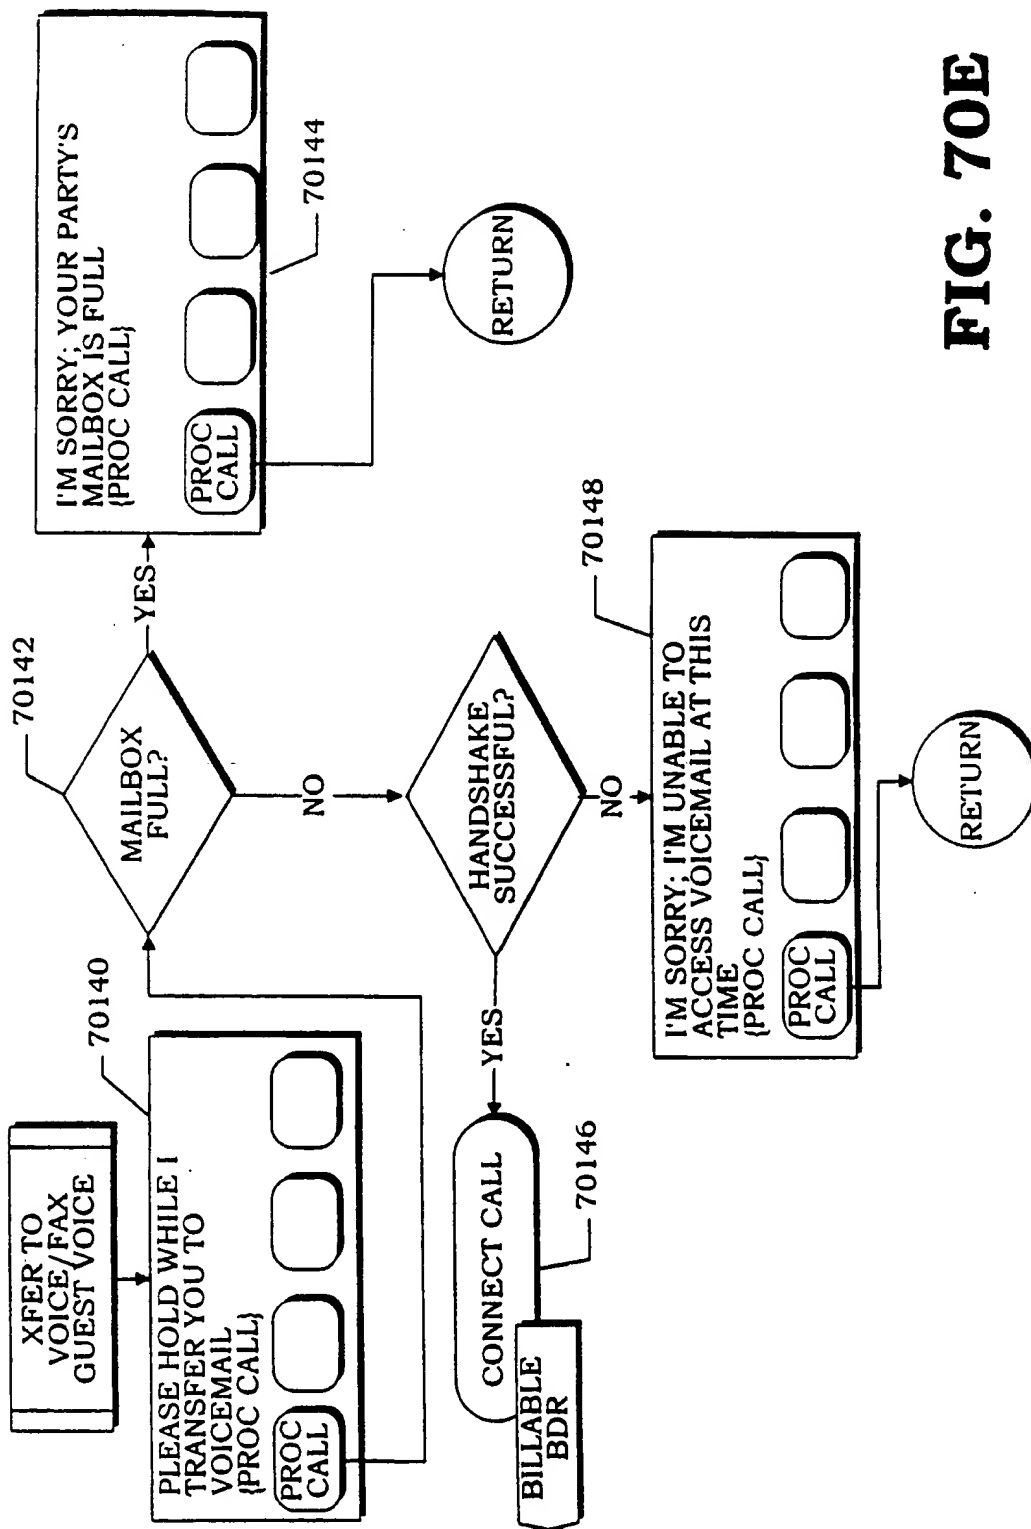 XFER TO
VOICE/FAX
GUEST VOICE
70140
PLEASE HOLD WHILE I
TRANSFER YOU TO
VOICEMAIL
{PROC CALL}
PROC
CALL
70142
MAILBOX
FULL?
YES
I'M SORRY; YOUR PARTY'S
MAILBOX IS FULL
{PROC CALL}
PROC
CALL
70144
RETURN
NO
HANDSHAKE
SUCCESSFUL?
YES
CONNECT CALL
70146
BILLABLE
BDR
NO
70148
I'M SORRY; I'M UNABLE TO
ACCESS VOICEMAIL AT THIS
TIME
{PROC CALL}
PROC
CALL
RETURN
FIG. 70E